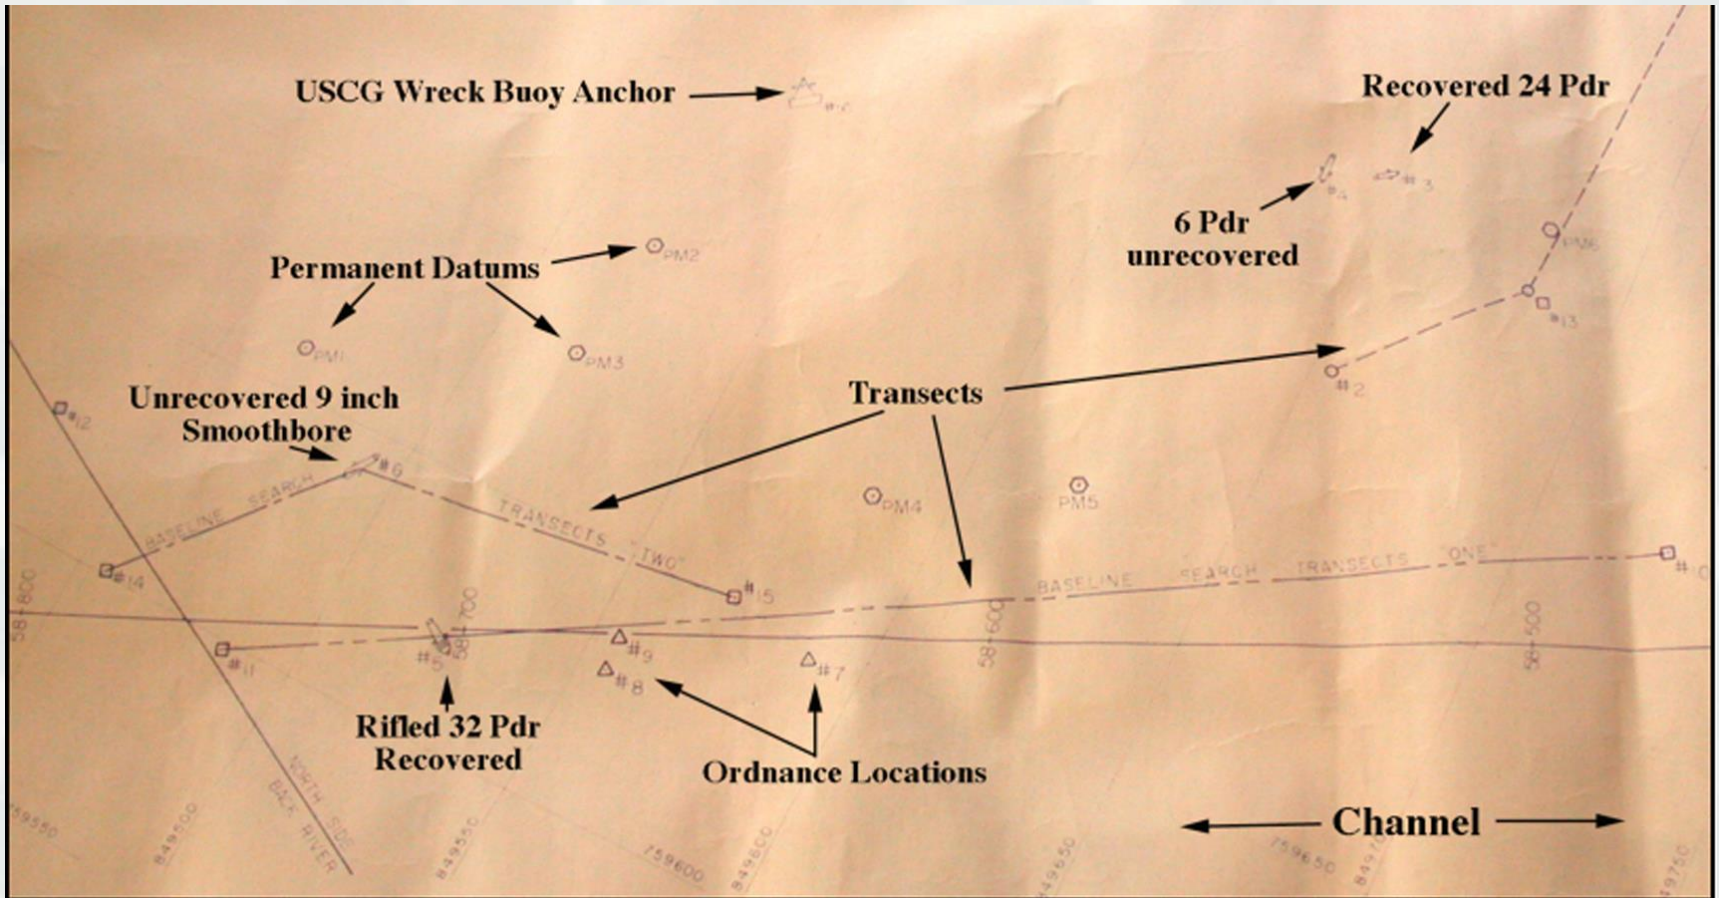 USCG Wreck Buoy Anchor
Recovered 24 Pdr
#3
6 Pdr
unrecovered
PM2
PM6
Permanent Datums
#13
PM1
PM3
Transects
#2
Unrecovered 9 inch
Smoothbore
#12
#6
BASELINE SEARCH TRANSECTS "TWO"
PM4
PM5
BASELINE SEARCH TRANSECTS "ONE"
#10
#14
#15
58+800
58+700
58+600
58+500
#11
#5
#9
#8
#7
Rifled 32 Pdr
Recovered
Ordnance Locations
NORTH SIDE
BACK RIVER
Channel
849500
849550
759600
849600
759650